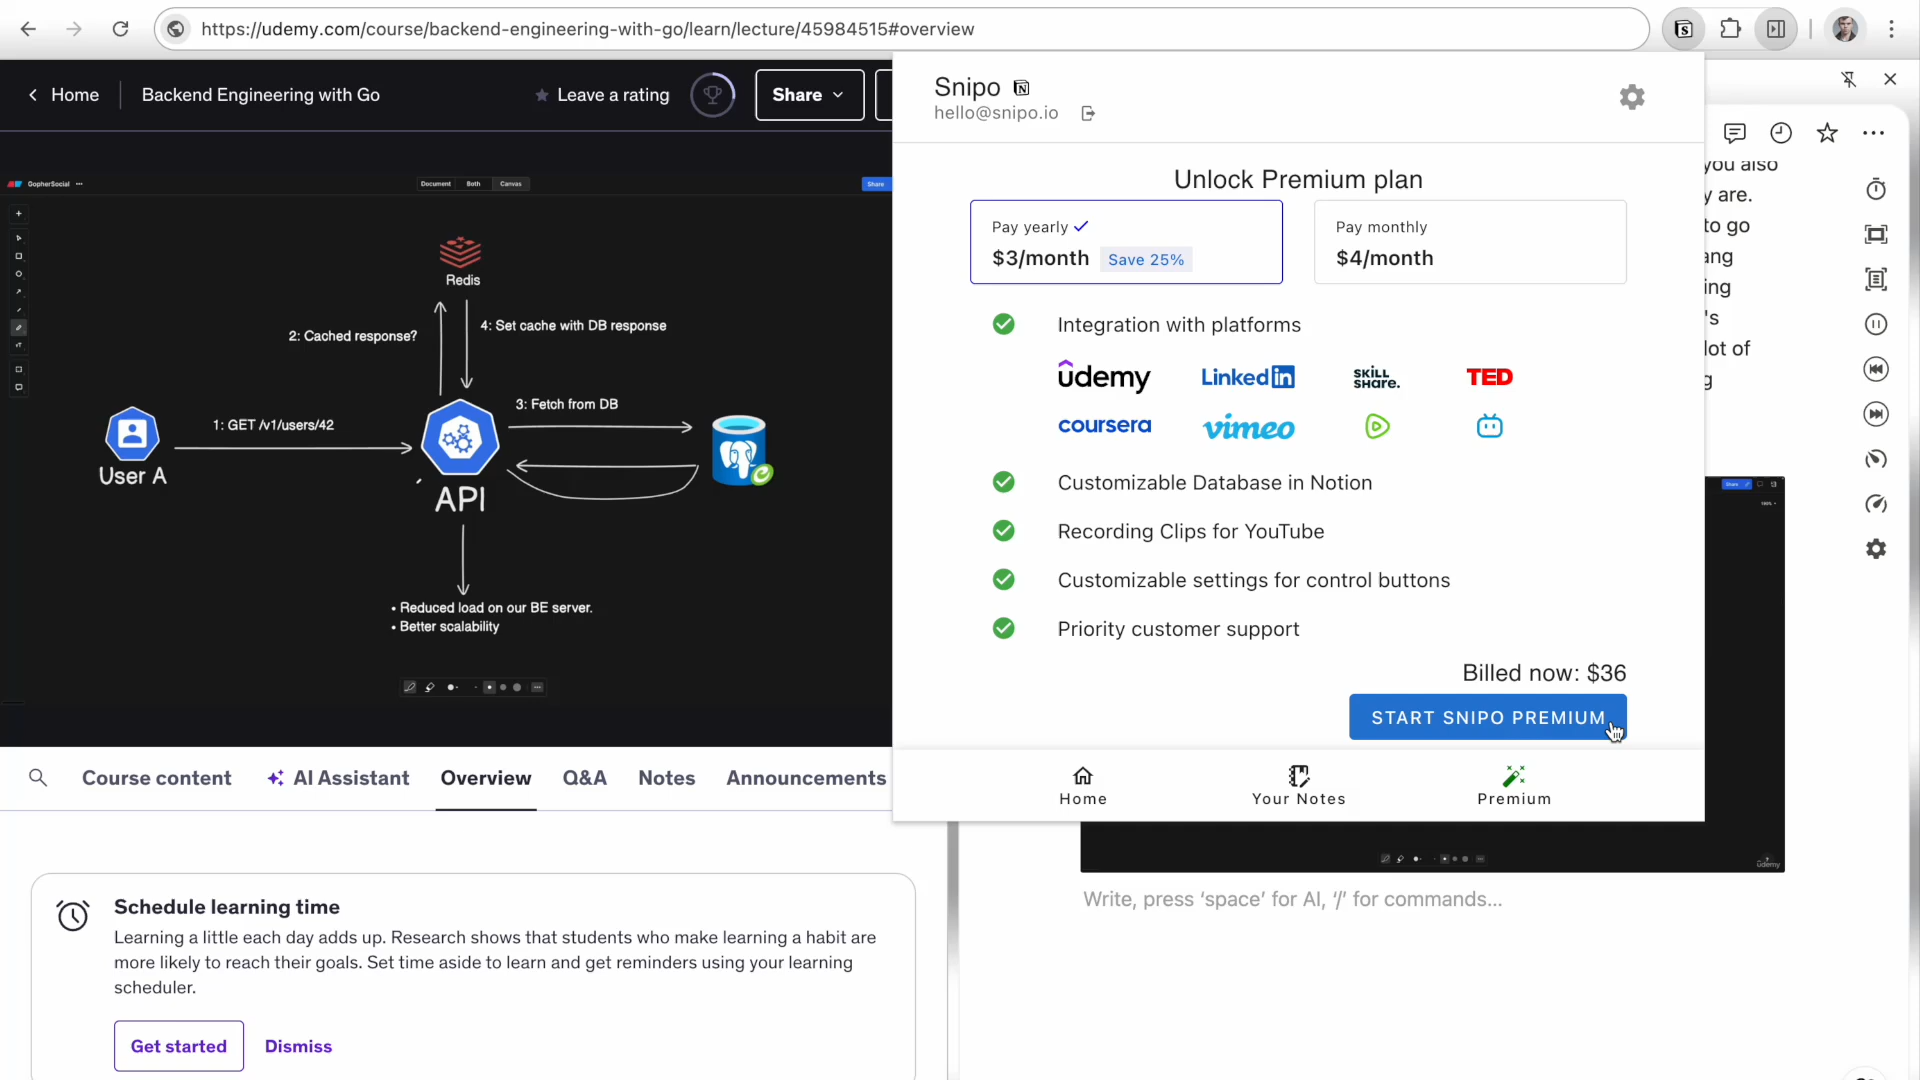 https://udemy.com/course/backend-engineering-with-go/learn/lecture/45984515#overview
Home
Backend Engineering with Go
Leave a rating
Share
GopherSocial
Document
Both
Canvas
Share
Redis
2: Cached response?
4: Set cache with DB response
1: GET /v1/users/42
3: Fetch from DB
User A
API
• Reduced load on our BE server.
• Better scalability
Course content
AI Assistant
Overview
Q&A
Notes
Announcements
Schedule learning time
Learning a little each day adds up. Research shows that students who make learning a habit are
more likely to reach their goals. Set time aside to learn and get reminders using your learning
scheduler.
Get started
Dismiss
Snipo
hello@snipo.io
Unlock Premium plan
Pay yearly
$3/month
Save 25%
Pay monthly
$4/month
Integration with platforms
udemy
Linkedin
SKILL
SHare.
TED
coursera
vimeo
Customizable Database in Notion
Recording Clips for YouTube
Customizable settings for control buttons
Priority customer support
Billed now: $36
START SNIPO PREMIUM
Home
Your Notes
Premium
you also
y are.
to go
ang
ing
's
lot of
g
Share
udemy
Write, press ‘space’ for AI, ‘/’ for commands...